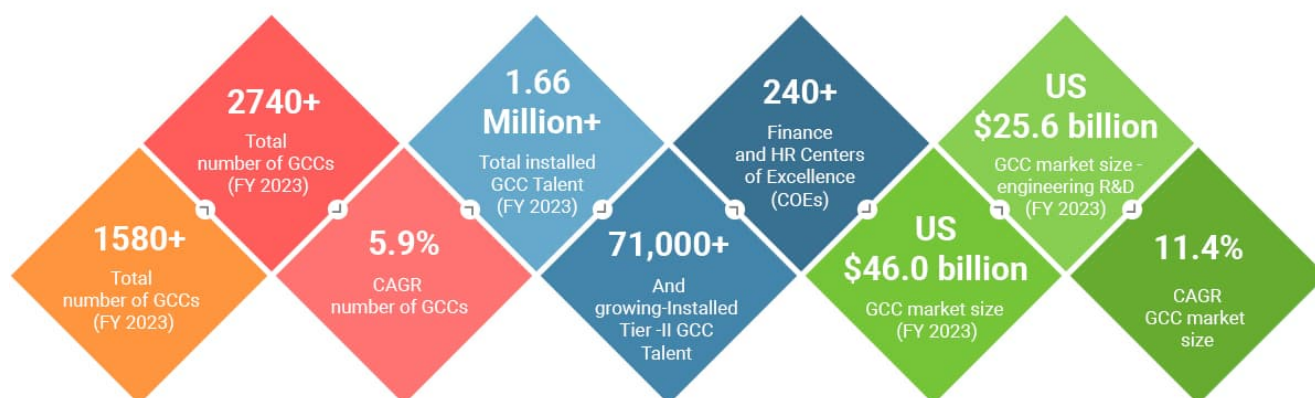 1580+
Total
number of GCCs
(FY 2023)
2740+
Total
number of GCCs
(FY 2023)
5.9%
CAGR
number of GCCs
1.66
Million+
Total installed
GCC Talent
(FY 2023)
71,000+
And
growing-Installed
Tier -II GCC
Talent
240+
Finance
and HR Centers
of Excellence
(COEs)
US
$46.0 billion
GCC market size
(FY 2023)
US
$25.6 billion
GCC market size -
engineering R&D
(FY 2023)
11.4%
CAGR
GCC market
size